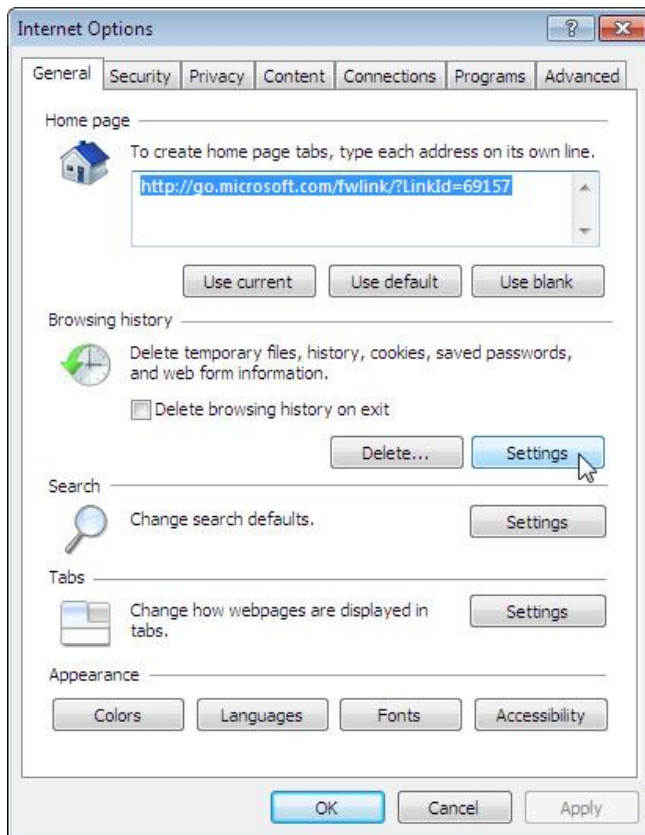 Internet Options
General Security Privacy Content Connections Programs Advanced
Home page
To create home page tabs, type each address on its own line.
http://go.microsoft.com/fwlink/?LinkId=69157
Use current Use default Use blank
Browsing history
Delete temporary files, history, cookies, saved passwords,
and web form information.
Delete browsing history on exit
Delete... Settings
Search
Change search defaults. Settings
Tabs
Change how webpages are displayed in Settings
tabs.
Appearance
Colors Languages Fonts Accessibility
OK Cancel Apply